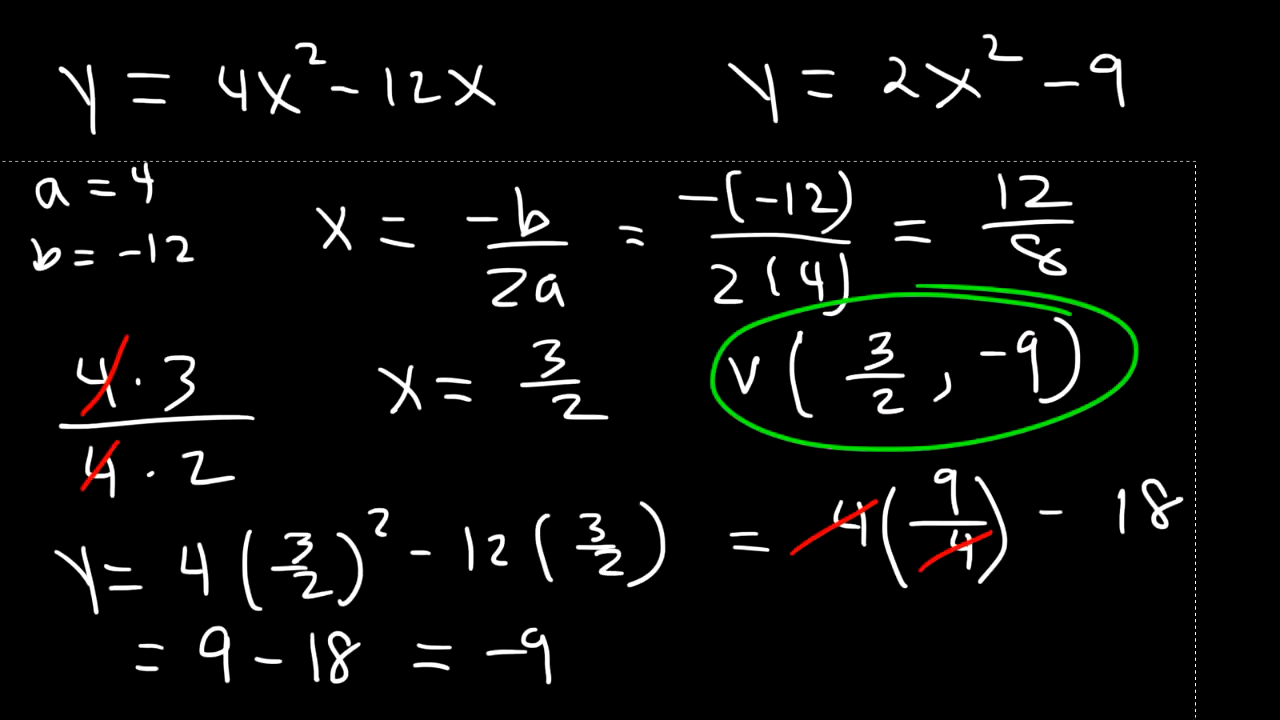 y = 4x² - 12x    y = 2x² - 9
a = 4
b = -12    x = -b/2a = -(-12)/2(4) = 12/8
4·3/4·2    x = 3/2    v(3/2, -9)
y = 4(3/2)² - 12(3/2) = 4(9/4) - 18
= 9 - 18 = -9